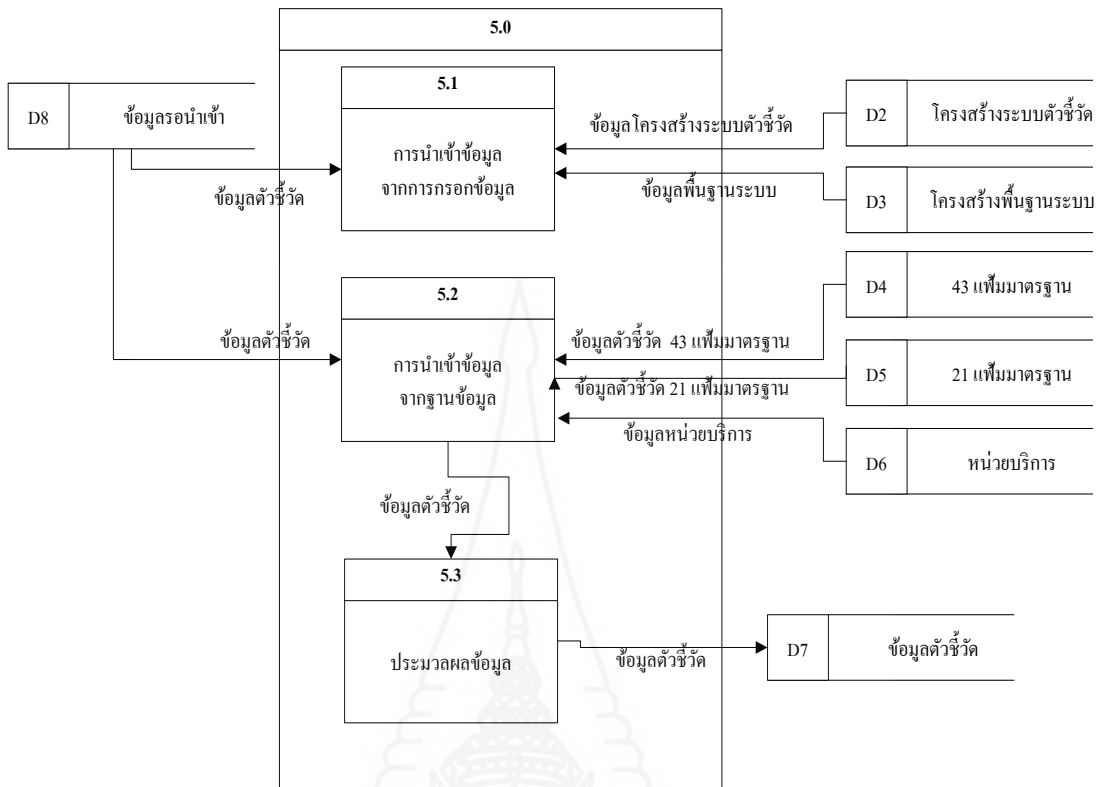 5.0
5.1
การนำเข้าข้อมูล
จากการกรอกข้อมูล
D8
ข้อมูลรอนำเข้า
ข้อมูลตัวชี้วัด
ข้อมูลโครงสร้างระบบตัวชี้วัด
D2
โครงสร้างระบบตัวชี้วัด
ข้อมูลพื้นฐานระบบ
D3
โครงสร้างพื้นฐานระบบ
5.2
การนำเข้าข้อมูล
จากฐานข้อมูล
ข้อมูลตัวชี้วัด
ข้อมูลตัวชี้วัด 43 แฟ้มมาตรฐาน
D4
43 แฟ้มมาตรฐาน
ข้อมูลตัวชี้วัด 21 แฟ้มมาตรฐาน
D5
21 แฟ้มมาตรฐาน
ข้อมูลหน่วยบริการ
D6
หน่วยบริการ
ข้อมูลตัวชี้วัด
5.3
ประมวลผลข้อมูล
ข้อมูลตัวชี้วัด
D7
ข้อมูลตัวชี้วัด